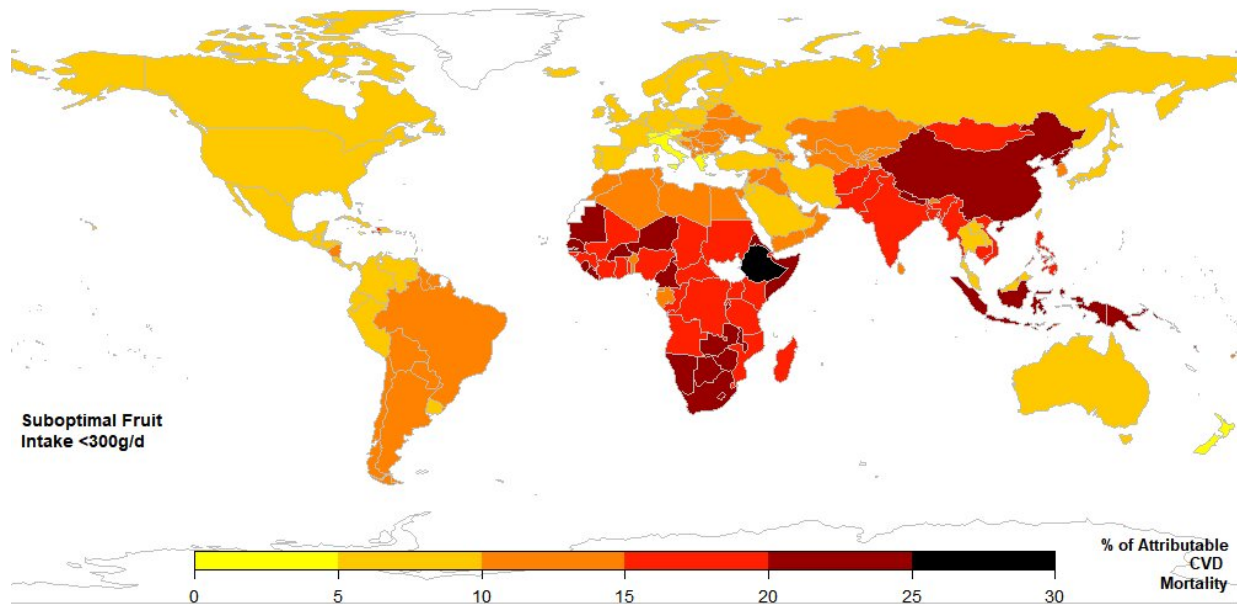 Suboptimal Fruit
Intake <300g/d
% of Attributable
CVD
Mortality
0 5 10 15 20 25 30